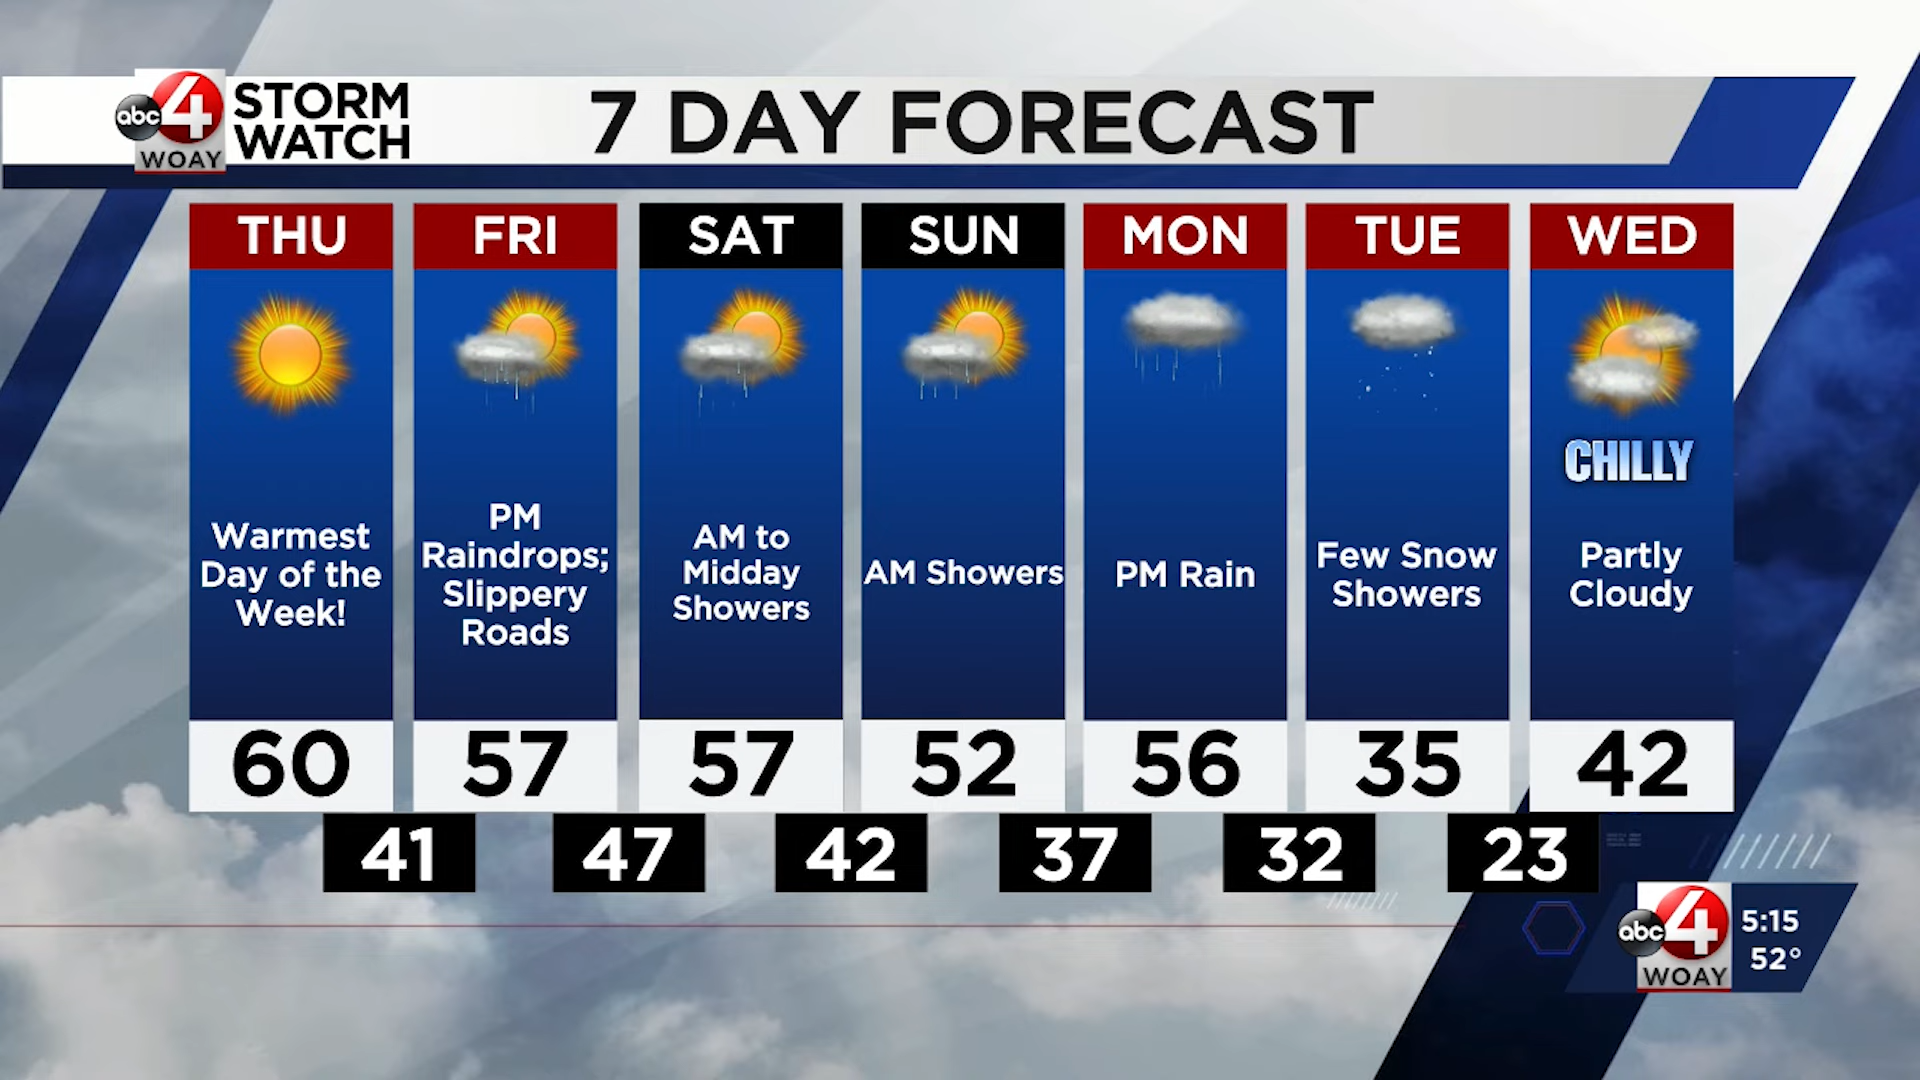 abc 4 WOAY
STORM
WATCH
7 DAY FORECAST
THU
FRI
SAT
SUN
MON
TUE
WED
CHILLY
Warmest
Day of the
Week!
PM
Raindrops;
Slippery
Roads
AM to
Midday
Showers
AM Showers
PM Rain
Few Snow
Showers
Partly
Cloudy
60
57
57
52
56
35
42
41
47
42
37
32
23
abc 4
WOAY
5:15
52°